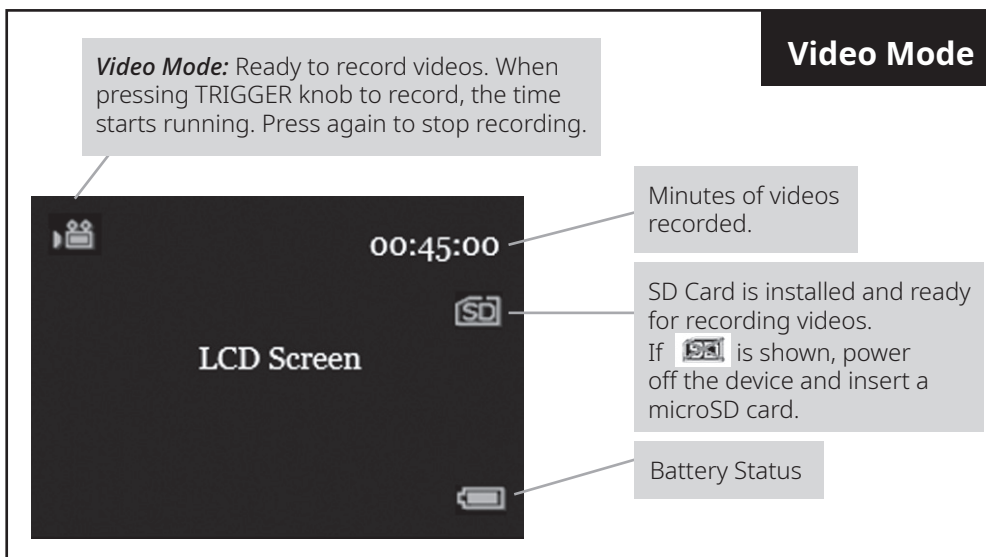 Video Mode
Video Mode: Ready to record videos. When
pressing TRIGGER knob to record, the time
starts running. Press again to stop recording.
Minutes of videos
recorded.
00:45:00
SD
SD Card is installed and ready
for recording videos.
If SD is shown, power
off the device and insert a
microSD card.
LCD Screen
Battery Status